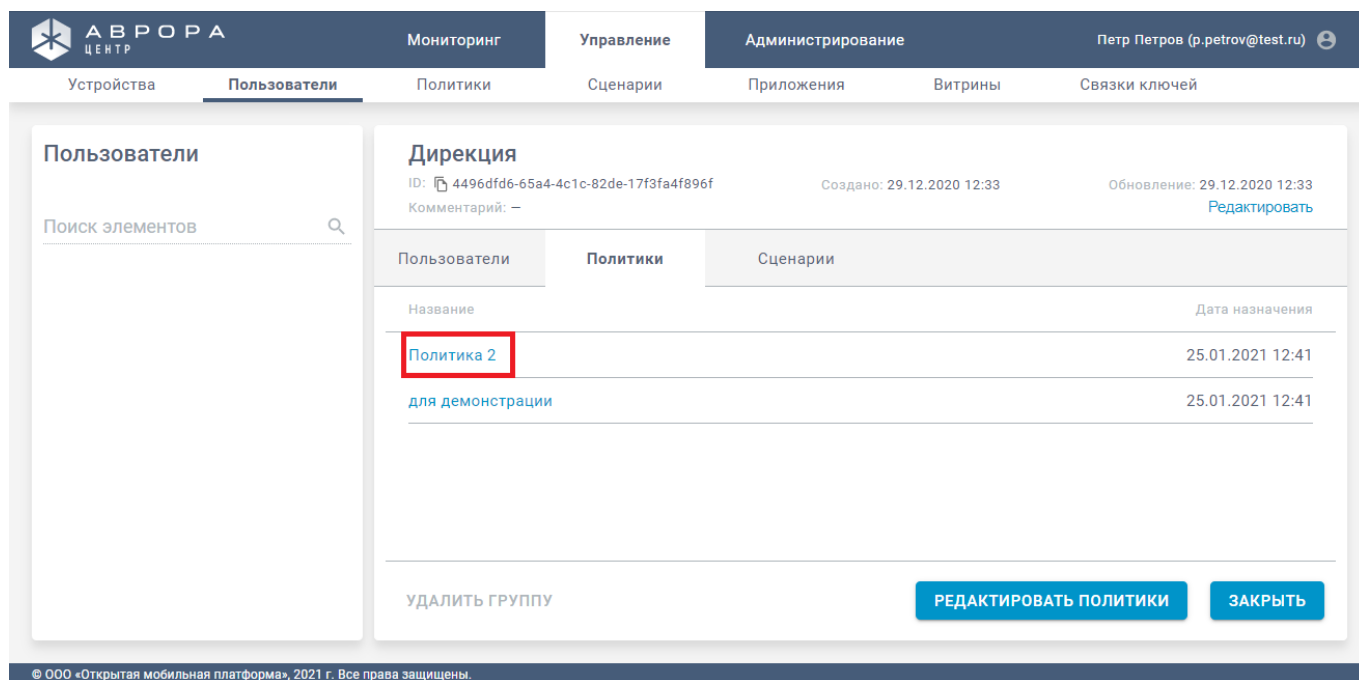 АВРОРА
ЦЕНТР
Мониторинг Управление Администрирование Петр Петров (p.petrov@test.ru)
Устройства Пользователи Политики Сценарии Приложения Витрины Связки ключей
Пользователи
Поиск элементов
Дирекция
ID: 4496dfd6-65a4-4c1c-82de-17f3fa4f896f Создано: 29.12.2020 12:33 Обновление: 29.12.2020 12:33
Комментарий: — Редактировать
Пользователи Политики Сценарии
Название Дата назначения
Политика 2 25.01.2021 12:41
для демонстрации 25.01.2021 12:41
УДАЛИТЬ ГРУППУ РЕДАКТИРОВАТЬ ПОЛИТИКИ ЗАКРЫТЬ
© ООО «Открытая мобильная платформа», 2021 г. Все права защищены.